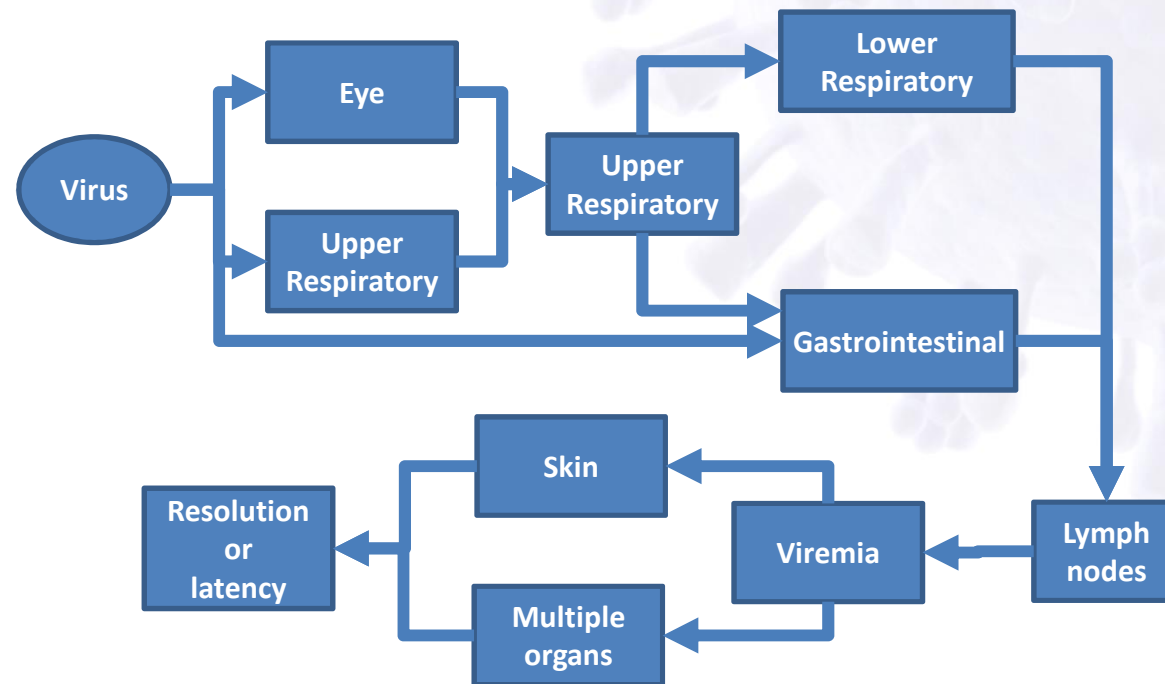 Virus
Eye
Upper
Respiratory
Upper
Respiratory
Lower
Respiratory
Gastrointestinal
Lymph
nodes
Viremia
Skin
Multiple
organs
Resolution
or
latency